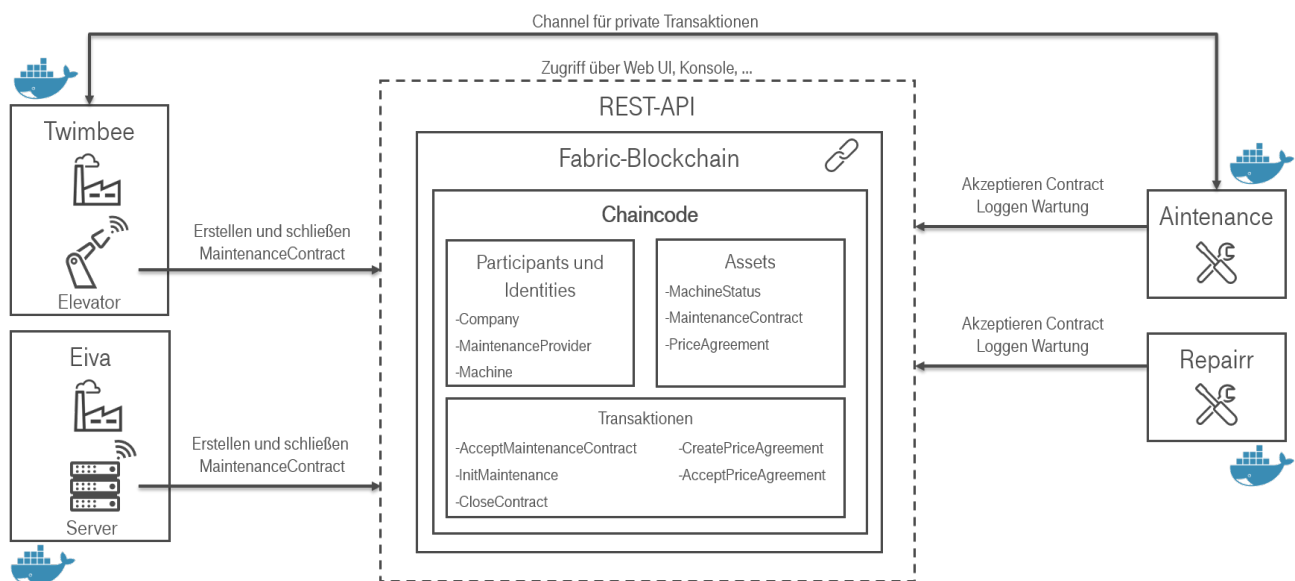 Channel für private Transaktionen
Zugriff über Web UI, Konsole, ...
REST-API
Fabric-Blockchain
Chaincode
Participants und
Identities
-Company
-MaintenanceProvider
-Machine
Assets
-MachineStatus
-MaintenanceContract
-PriceAgreement
Transaktionen
-AcceptMaintenanceContract
-InitMaintenance
-CloseContract
-CreatePriceAgreement
-AcceptPriceAgreement
Twimbee
Elevator
Erstellen und schließen
MaintenanceContract
Eiva
Server
Erstellen und schließen
MaintenanceContract
Akzeptieren Contract
Loggen Wartung
Aintenance
Akzeptieren Contract
Loggen Wartung
Repairr